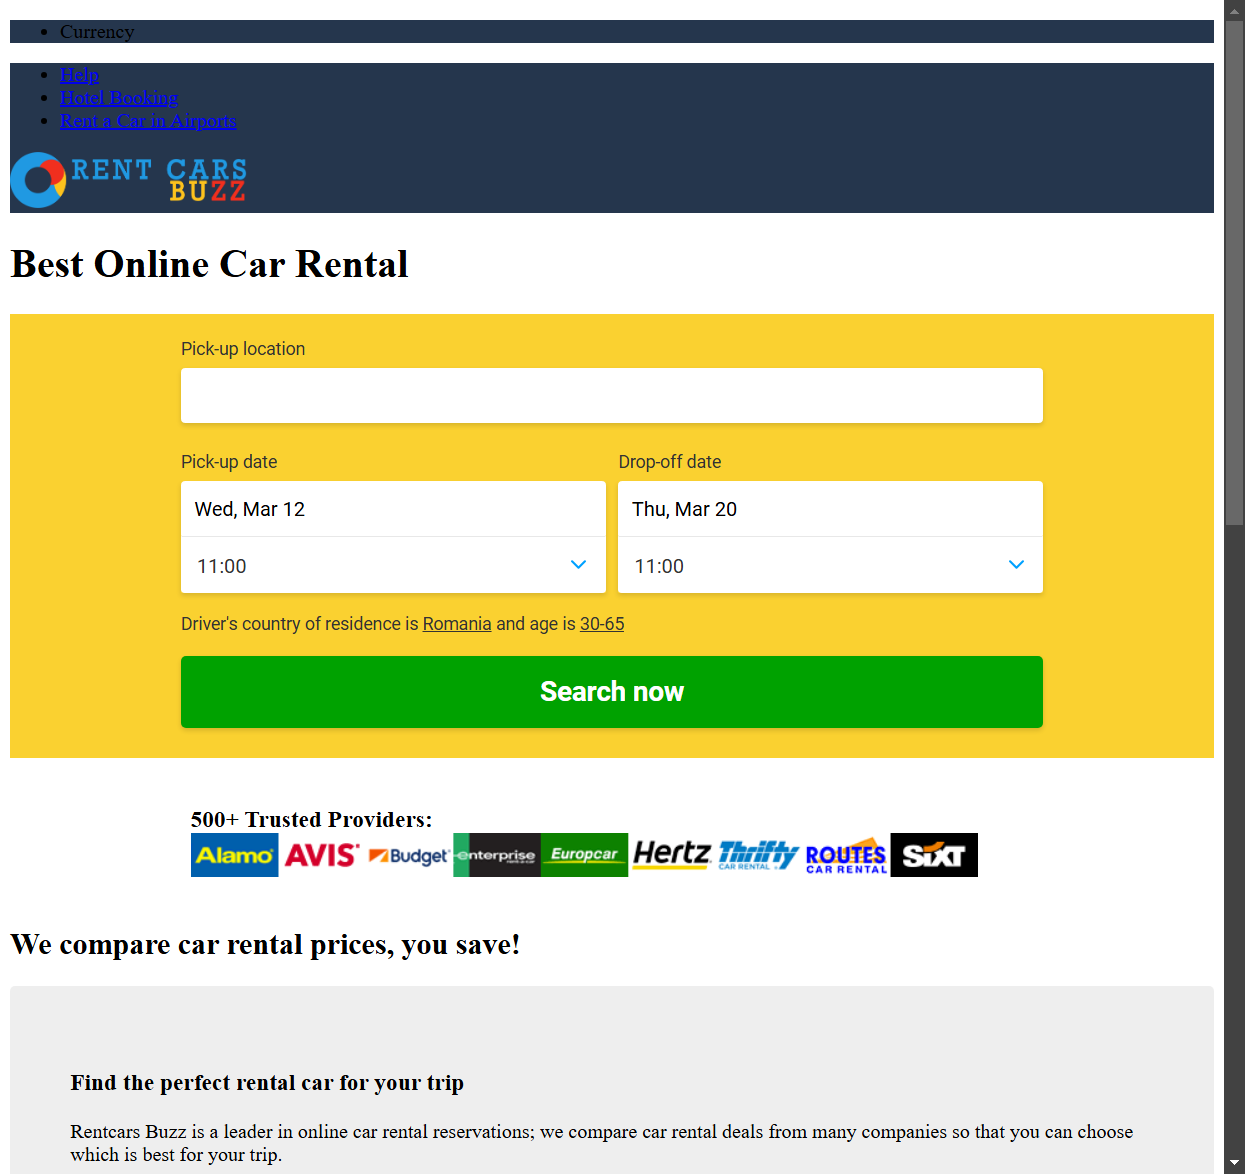 Currency
Help
Hotel Booking
Rent a Car in Airports
RENT CARS
BUZZ
Best Online Car Rental
Pick-up location
Pick-up date
Drop-off date
Wed, Mar 12
Thu, Mar 20
11:00
11:00
Driver's country of residence is Romania and age is 30-65
Search now
500+ Trusted Providers:
Alamo AVIS Budget enterprise Europcar Hertz Thrifty CAR RENTAL ROUTES CAR RENTAL SIXT
We compare car rental prices, you save!
Find the perfect rental car for your trip
Rentcars Buzz is a leader in online car rental reservations; we compare car rental deals from many companies so that you can choose
which is best for your trip.